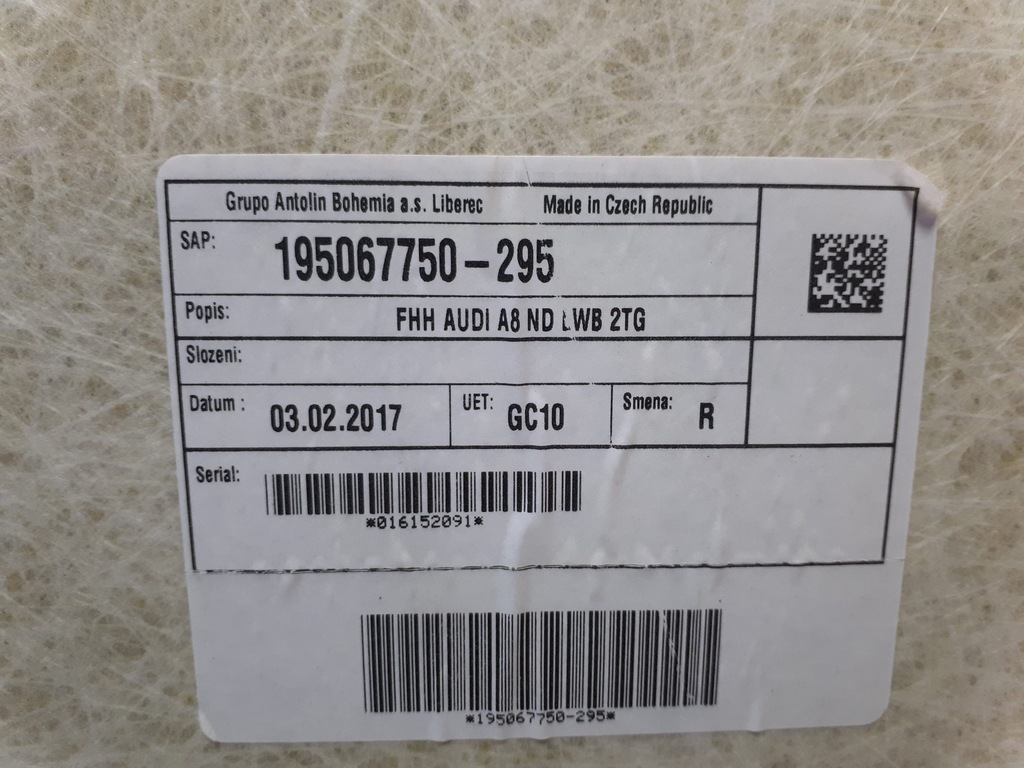 Grupo Antolin Bohemia a.s. Liberec Made in Czech Republic
SAP: 195067750-295
Popis: FHH AUDI A8 ND LWB 2TG
Slozeni:
Datum : 03.02.2017 UET: GC10 Smena: R
Serial:
*016152091*
*195067750-295*